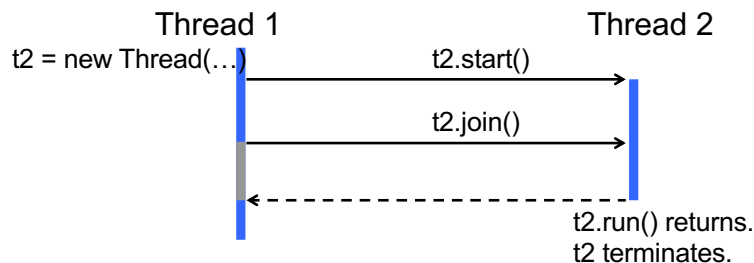 Thread 1
Thread 2
t2 = new Thread(…)
t2.start()
t2.join()
t2.run() returns.
t2 terminates.